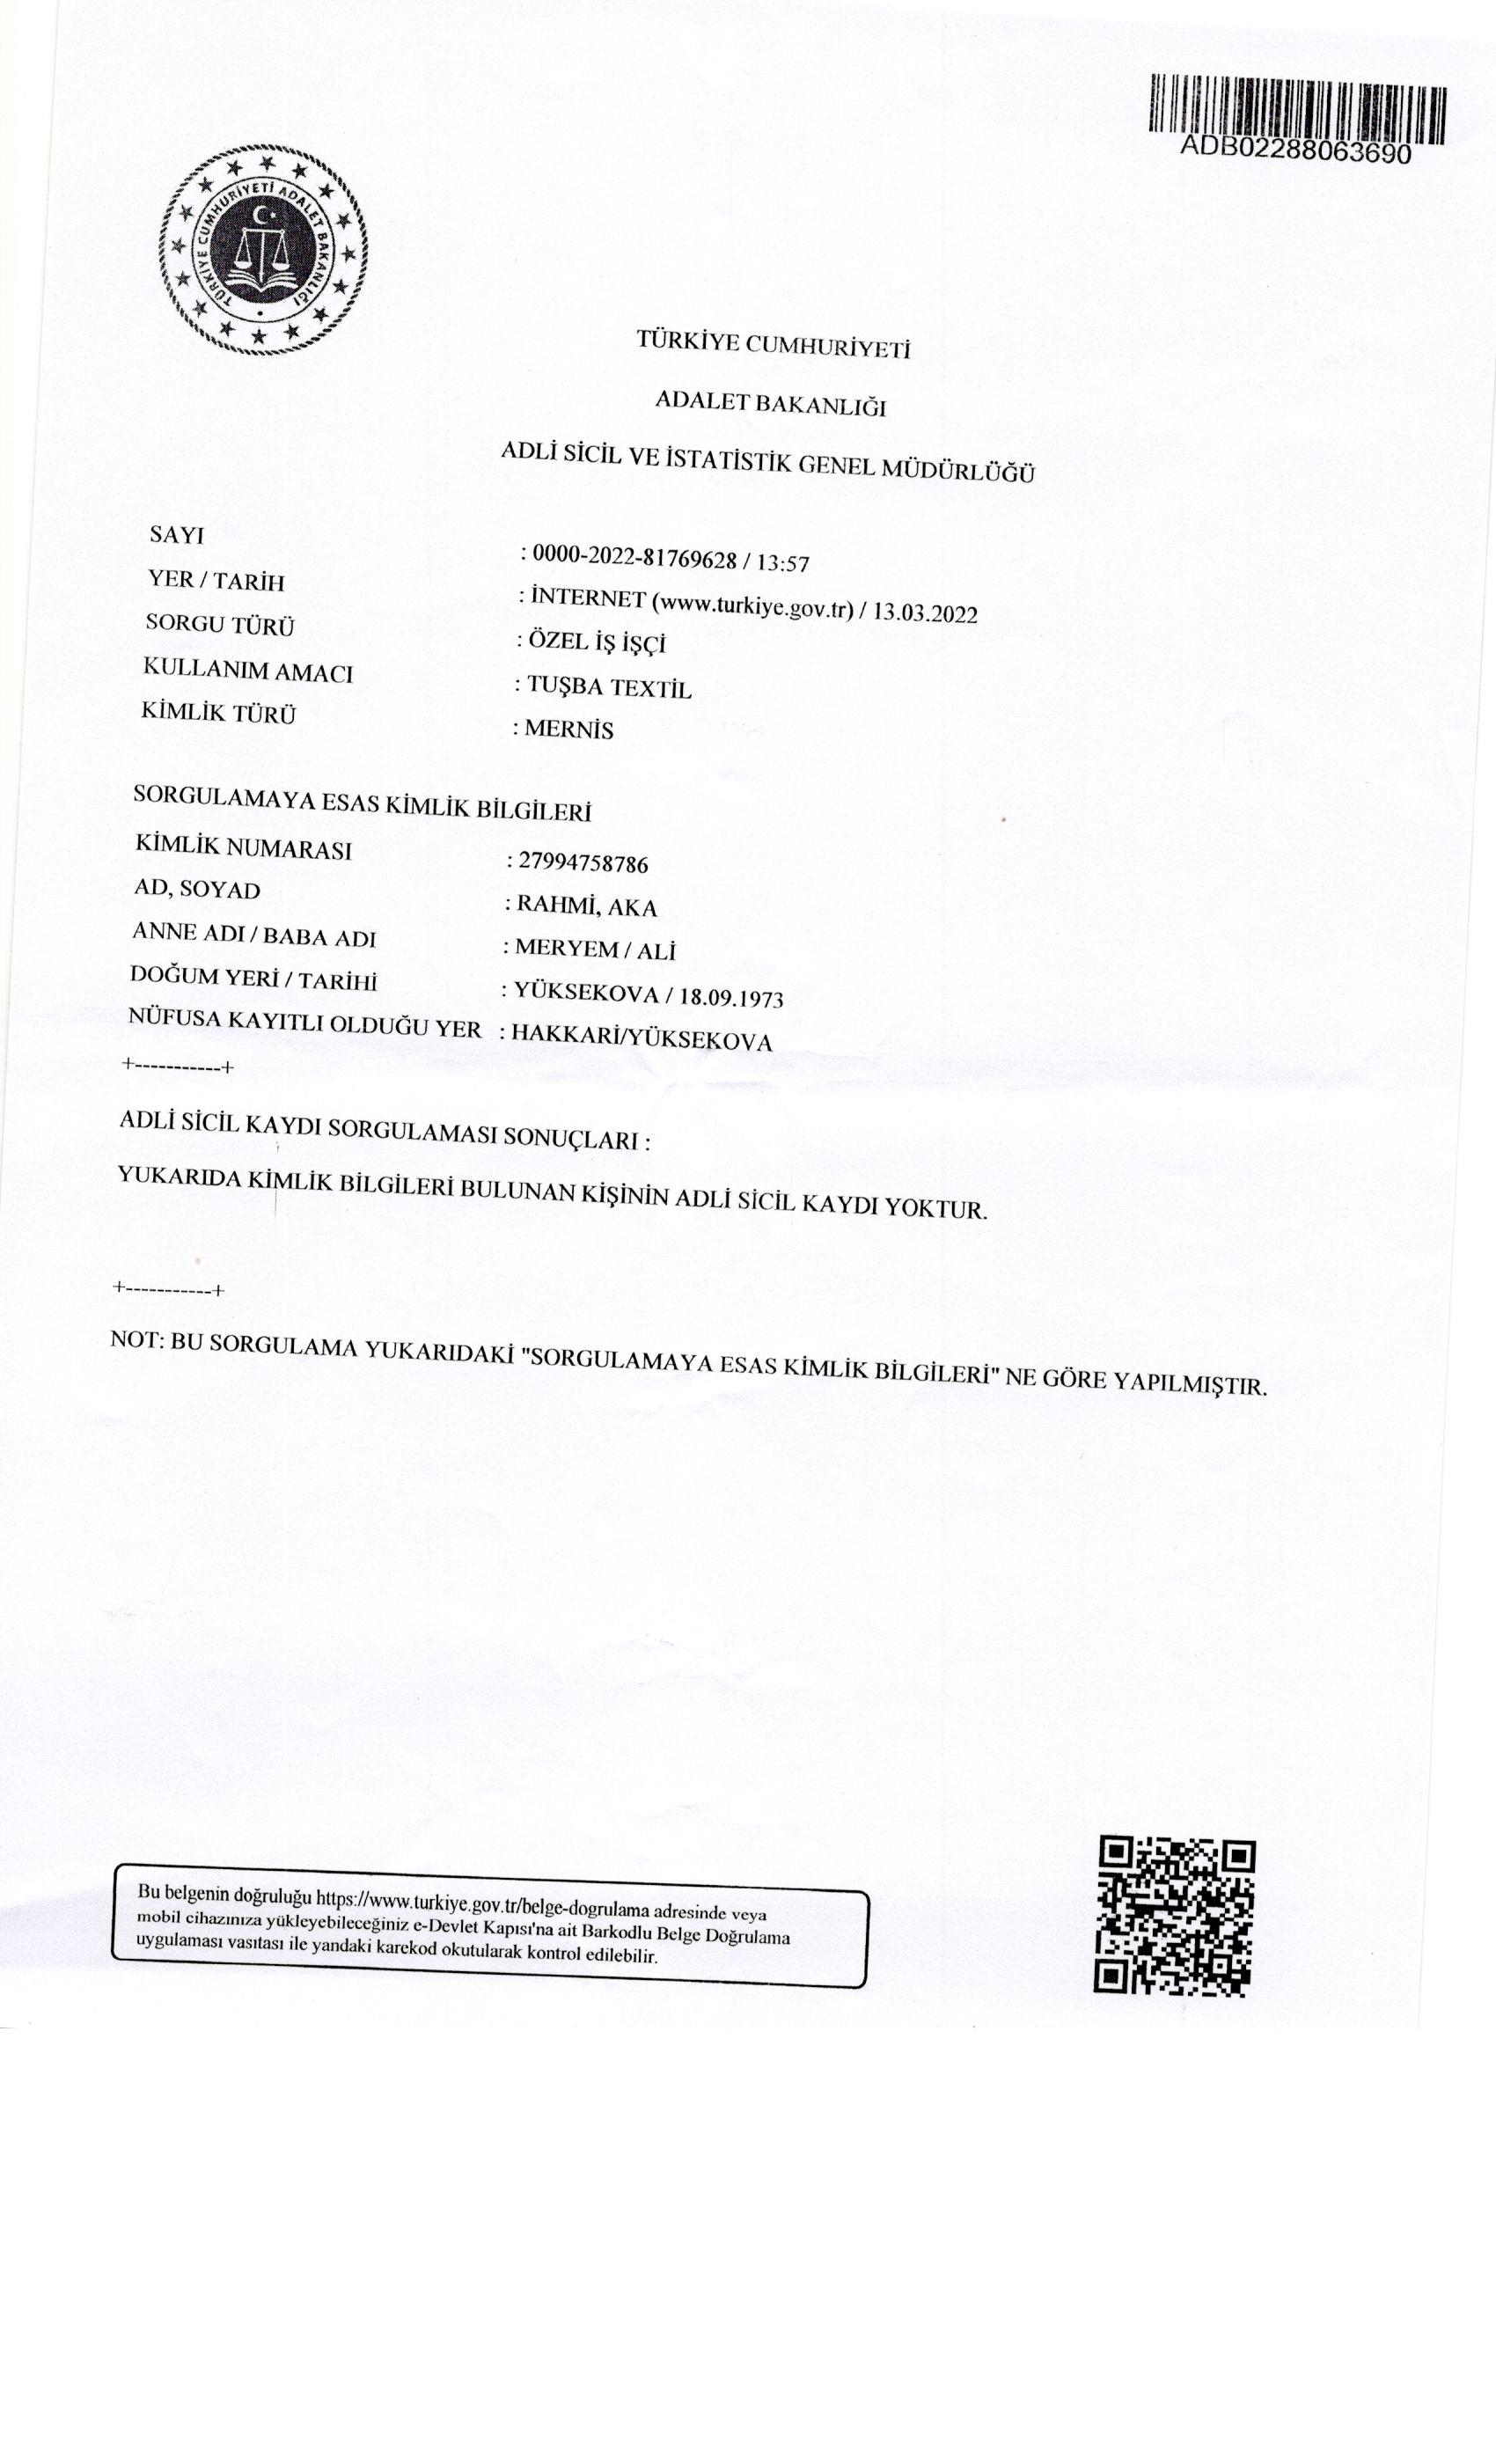 ADB02288063690
TÜRKİYE CUMHURİYETİ ADALET BAKANLIĞI
TÜRKİYE CUMHURİYETİ
ADALET BAKANLIĞI
ADLİ SİCİL VE İSTATİSTİK GENEL MÜDÜRLÜĞÜ
SAYI : 0000-2022-81769628 / 13:57
YER / TARİH : İNTERNET (www.turkiye.gov.tr) / 13.03.2022
SORGU TÜRÜ : ÖZEL İŞ İŞÇİ
KULLANIM AMACI : TUŞBA TEXTİL
KİMLİK TÜRÜ : MERNİS
SORGULAMAYA ESAS KİMLİK BİLGİLERİ
KİMLİK NUMARASI : 27994758786
AD, SOYAD : RAHMİ, AKA
ANNE ADI / BABA ADI : MERYEM / ALİ
DOĞUM YERİ / TARİHİ : YÜKSEKOVA / 18.09.1973
NÜFUSA KAYITLI OLDUĞU YER : HAKKARİ/YÜKSEKOVA
+-----------+
ADLİ SİCİL KAYDI SORGULAMASI SONUÇLARI :
YUKARIDA KİMLİK BİLGİLERİ BULUNAN KİŞİNİN ADLİ SİCİL KAYDI YOKTUR.
+-----------+
NOT: BU SORGULAMA YUKARIDAKİ "SORGULAMAYA ESAS KİMLİK BİLGİLERİ" NE GÖRE YAPILMIŞTIR.
Bu belgenin doğruluğu https://www.turkiye.gov.tr/belge-dogrulama adresinde veya
mobil cihazınıza yükleyebileceğiniz e-Devlet Kapısı'na ait Barkodlu Belge Doğrulama
uygulaması vasıtası ile yandaki karekod okutularak kontrol edilebilir.